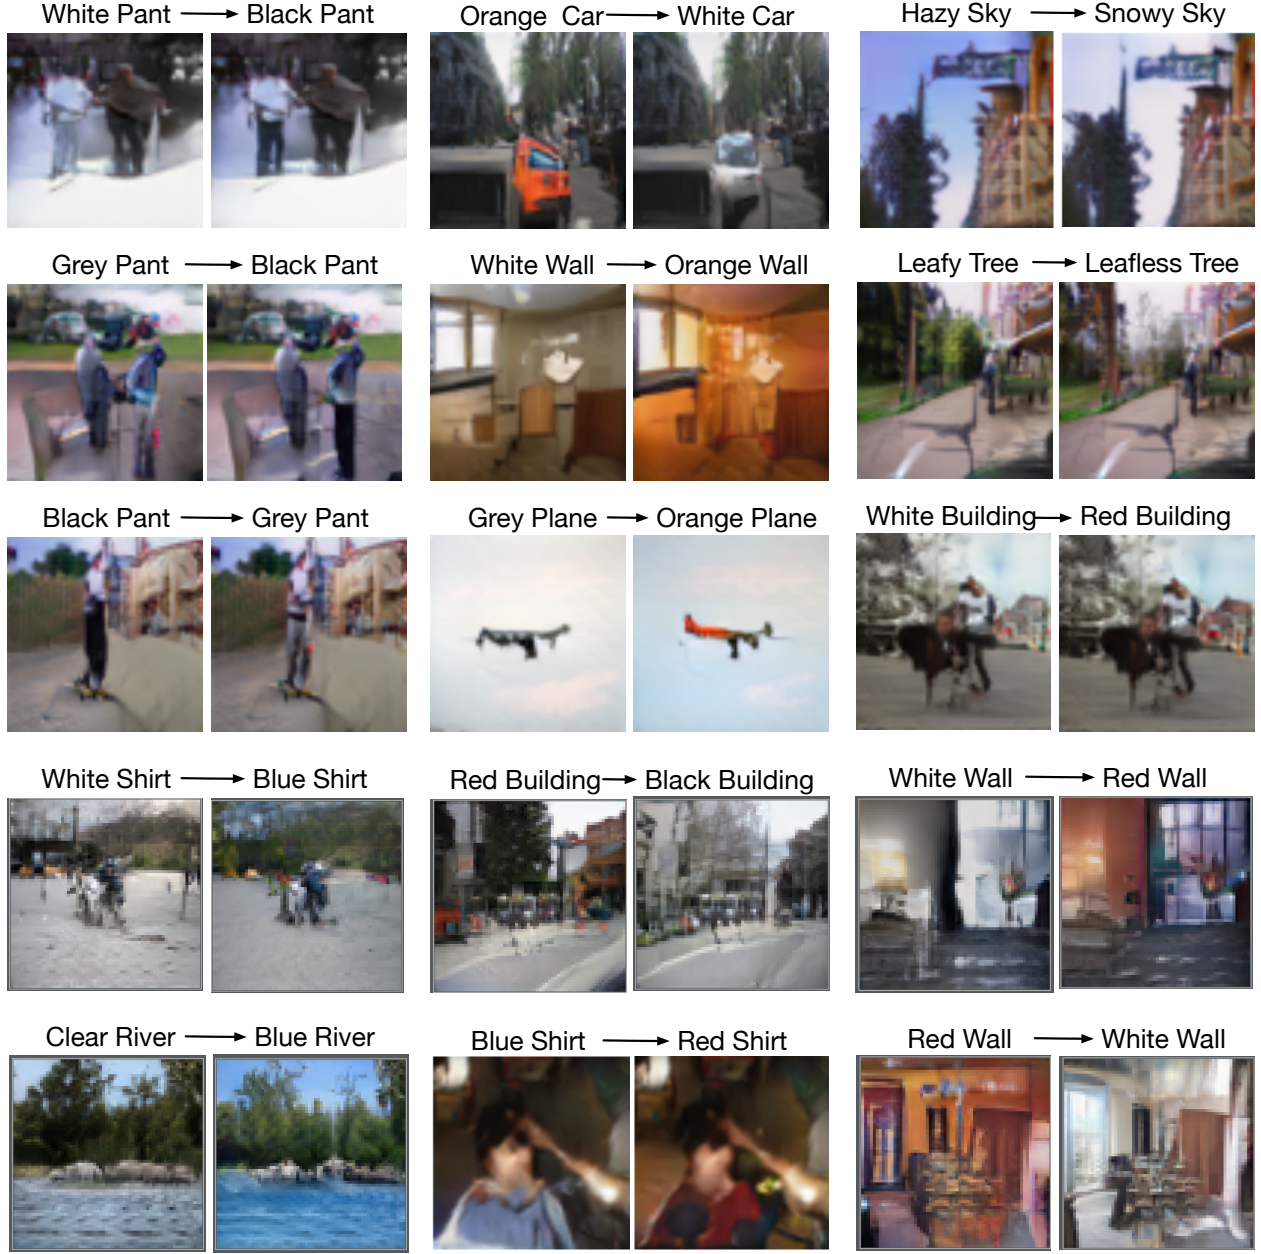 White Pant → Black Pant
Orange Car → White Car
Hazy Sky → Snowy Sky
Grey Pant → Black Pant
White Wall → Orange Wall
Leafy Tree → Leafless Tree
Black Pant → Grey Pant
Grey Plane → Orange Plane
White Building → Red Building
White Shirt → Blue Shirt
Red Building → Black Building
White Wall → Red Wall
Clear River → Blue River
Blue Shirt → Red Shirt
Red Wall → White Wall